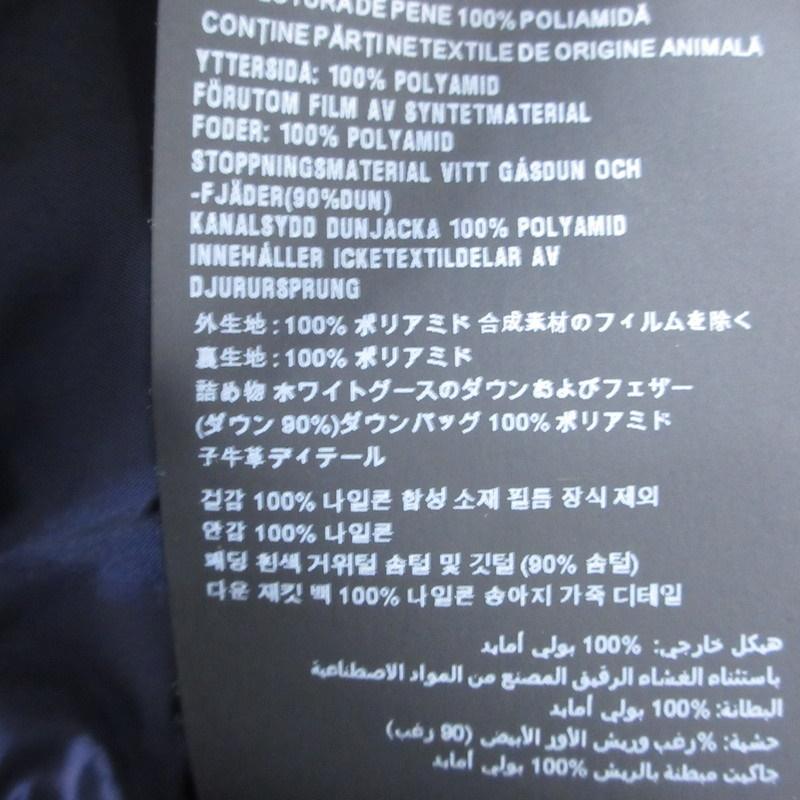 DE PENE 100% POLIAMIDĂ
CONȚINE PĂRȚI NETEXTILE DE ORIGINE ANIMALĂ
YTTERSIDA: 100% POLYAMID
FÖRUTOM FILM AV SYNTETMATERIAL
FODER: 100% POLYAMID
STOPPNINGSMATERIAL VITT GÅSDUN OCH
-FJÄDER(90%DUN)
KANALSYDD DUNJACKA 100% POLYAMID
INNEHÅLLER ICKETEXTILDELAR AV
DJURURSPRUNG
外生地 : 100% ポリアミド 合成素材のフィルムを除く
裏生地 : 100% ポリアミド
詰め物 ホワイトグースのダウンおよびフェザー
(ダウン 90%)ダウンバッグ 100% ポリアミド
子牛革ディテール
겉감 100% 나일론 합성 소재 필름 장식 제외
안감 100% 나일론
패딩 흰색 거위털 솜털 및 깃털 (90% 솜털)
다운 재킷 백 100% 나일론 송아지 가죽 디테일
هيكل خارجي: 100% بولي أمايد
باستثناء الغشاء الرقيق المصنع من المواد الاصطناعية
البطانة: 100% بولي أمايد
حشية: %رغب وريش الأوز الأبيض (90 رغب)
جاكيت مبطنة بالريش 100% بولي أمايد